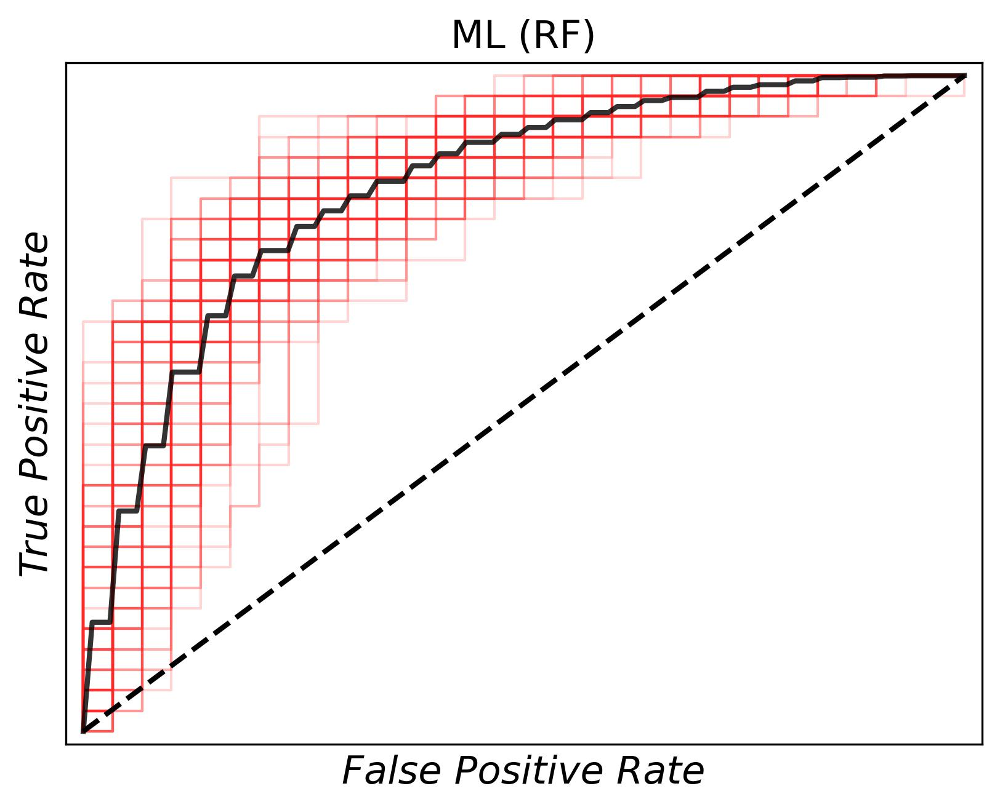 ML (RF)
True Positive Rate
False Positive Rate